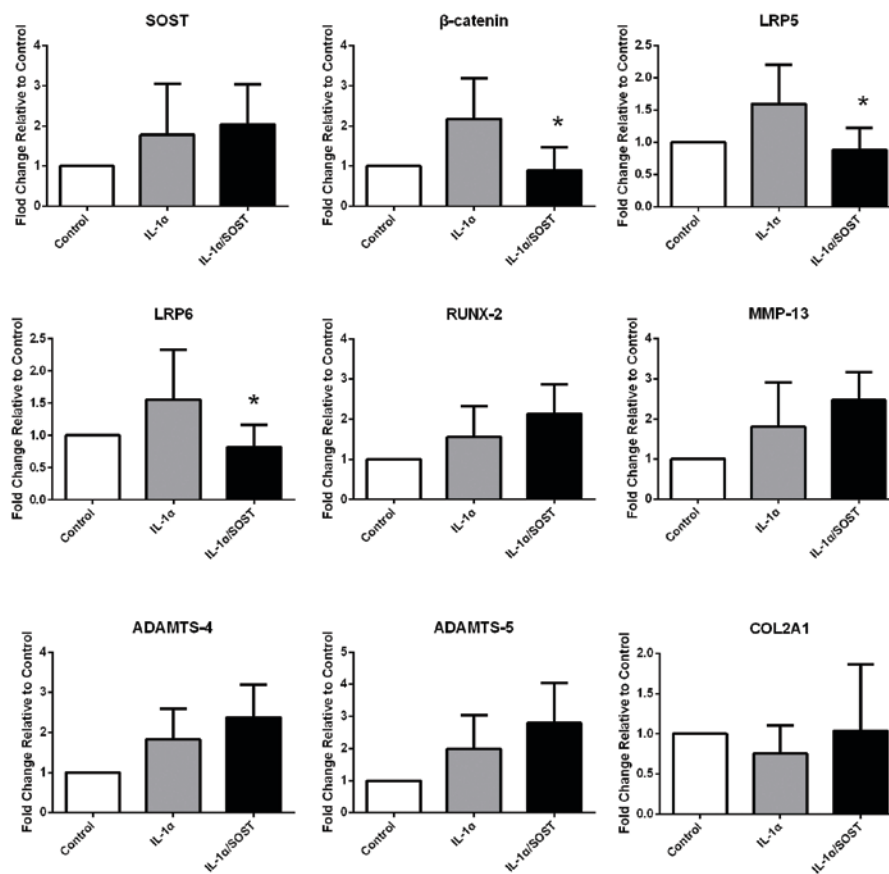 SOST
Flod Change Relative to Control
4
3
2
1
0
Control
IL-1α
IL-1α/SOST
β-catenin
Fold Change Relative to Control
4
3
2
1
0
Control
IL-1α
IL-1α/SOST
*
LRP5
Fold Change Relative to Control
2.5
2.0
1.5
1.0
0.5
0.0
Control
IL-1α
IL-1α/SOST
*
LRP6
Fold Change Relative to Control
2.5
2.0
1.5
1.0
0.5
0.0
Control
IL-1α
IL-1α/SOST
*
RUNX-2
Fold Change Relative to Control
4
3
2
1
0
Control
IL-1α
IL-1α/SOST
MMP-13
Fold Change Relative to Control
4
3
2
1
0
Control
IL-1α
IL-1α/SOST
ADAMTS-4
Fold Change Relative to Control
4
3
2
1
0
Control
IL-1α
IL-1α/SOST
ADAMTS-5
Fold Change Relative to Control
5
4
3
2
1
0
Control
IL-1α
IL-1α/SOST
COL2A1
Fold Change Relative to Control
2.0
1.5
1.0
0.5
0.0
Control
IL-1α
IL-1α/SOST